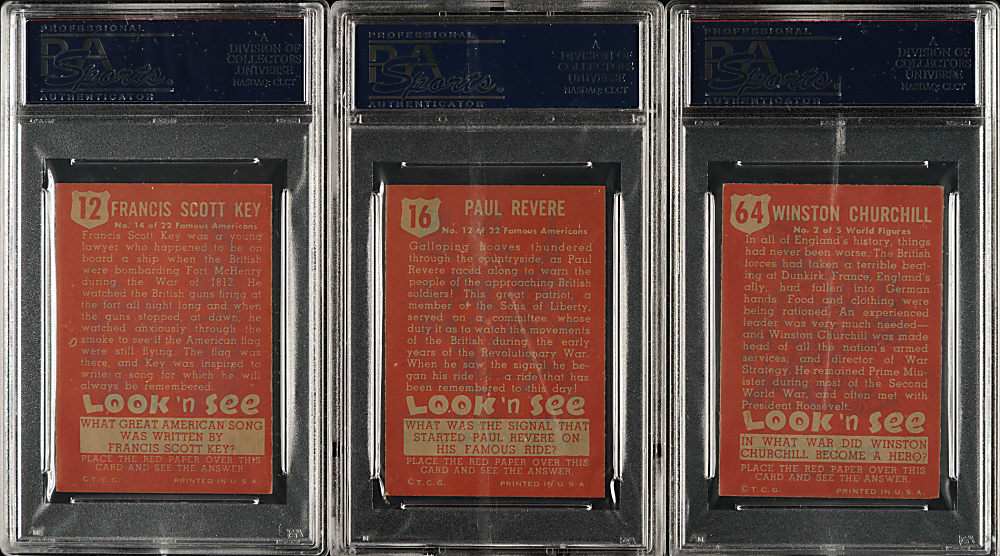 PROFESSIONAL
PSA
Sports
AUTHENTICATOR
A
DIVISION OF
COLLECTORS
UNIVERSE
NASDAQ: CLCT
12 FRANCIS SCOTT KEY
No. 14 of 22 Famous Americans
Francis Scott Key was a young
lawyer who happened to be on
board a ship when the British
were bombarding Fort McHenry
during the War of 1812. He
watched the British guns firing at
the fort all night long and when
the guns stopped, at dawn, he
watched anxiously through the
smoke to see if the American flag
were still flying. The flag was
there, and Key was inspired to
write a song for which he will
always be remembered.
LOOK 'n SEE
WHAT GREAT AMERICAN SONG
WAS WRITTEN BY
FRANCIS SCOTT KEY?
PLACE THE RED PAPER OVER THIS
CARD AND SEE THE ANSWER.
©T.C.G. PRINTED IN U.S.A.
PROFESSIONAL
PSA
Sports
AUTHENTICATOR
A
DIVISION OF
COLLECTORS
UNIVERSE
NASDAQ: CLCT
16 PAUL REVERE
No. 12 of 22 Famous Americans
Galloping hooves thundered
through the countryside, as Paul
Revere raced along to warn the
people of the approaching British
soldiers! This great patriot, a
member of the Sons of Liberty,
served on a committee whose
duty it as to watch the movements
of the British during the early
years of the Revolutionary War.
When he saw the signal he be-
gan his ride . . . a ride that has
been remembered to this day!
LOOK 'n SEE
WHAT WAS THE SIGNAL THAT
STARTED PAUL REVERE ON
HIS FAMOUS RIDE?
PLACE THE RED PAPER OVER THIS
CARD AND SEE THE ANSWER.
©T.C.G. PRINTED IN U.S.A.
PROFESSIONAL
PSA
Sports
AUTHENTICATOR
A
DIVISION OF
COLLECTORS
UNIVERSE
NASDAQ: CLCT
64 WINSTON CHURCHILL
No. 2 of 5 World Figures
In all of England's history, things
had never been worse. The British
forces had taken a terrible beat-
ing at Dunkirk, France, England's
ally, had fallen into German
hands. Food and clothing were
being rationed. An experienced
leader was very much needed—
and Winston Churchill was made
head of all the nation's armed
services, and director of War
Strategy. He remained Prime Min-
ister during most of the Second
World War, and often met with
President Roosevelt.
LOOK 'n SEE
IN WHAT WAR DID WINSTON
CHURCHILL BECOME A HERO?
PLACE THE RED PAPER OVER THIS
CARD AND SEE THE ANSWER.
©T.C.G. PRINTED IN U.S.A.